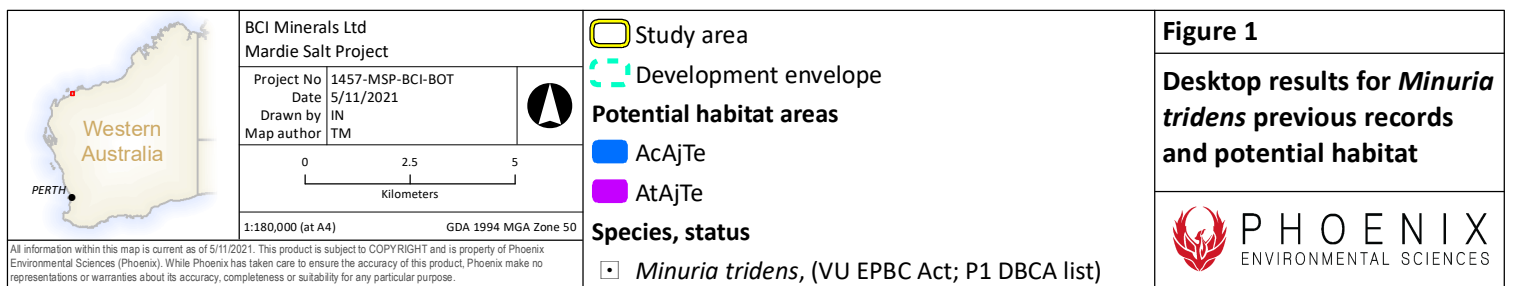 Western
Australia
PERTH
BCI Minerals Ltd
Mardie Salt Project
Project No 1457-MSP-BCI-BOT
Date 5/11/2021
Drawn by IN
Map author TM
0 2.5 5
Kilometers
1:180,000 (at A4) GDA 1994 MGA Zone 50
All information within this map is current as of 5/11/2021. This product is subject to COPYRIGHT and is property of Phoenix
Environmental Sciences (Phoenix). While Phoenix has taken care to ensure the accuracy of this product, Phoenix make no
representations or warranties about its accuracy, completeness or suitability for any particular purpose.
Study area
Development envelope
Potential habitat areas
AcAjTe
AtAjTe
Species, status
Minuria tridens, (VU EPBC Act; P1 DBCA list)
Figure 1
Desktop results for Minuria
tridens previous records
and potential habitat
PHOENIX
ENVIRONMENTAL SCIENCES